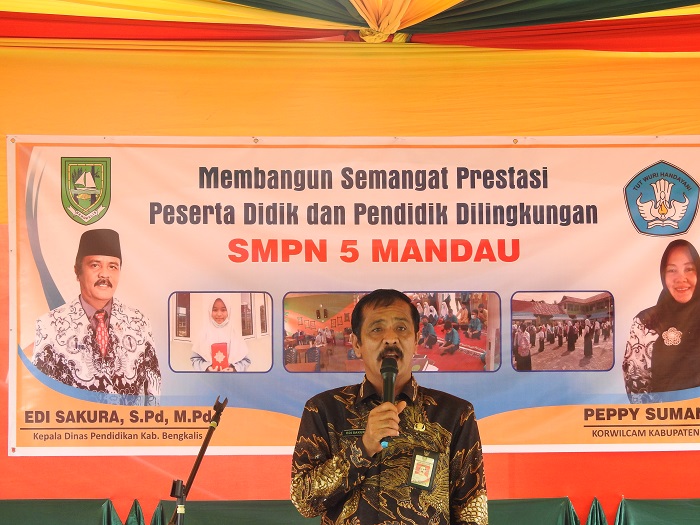 Membangun Semangat Prestasi
Peserta Didik dan Pendidik Dilingkungan
SMPN 5 MANDAU
TUT WURI HANDAYANI
EDI SAKURA, S.Pd, M.Pd
Kepala Dinas Pendidikan Kab. Bengkalis
PEPPY SUMA
KORWILCAM KABUPATEN